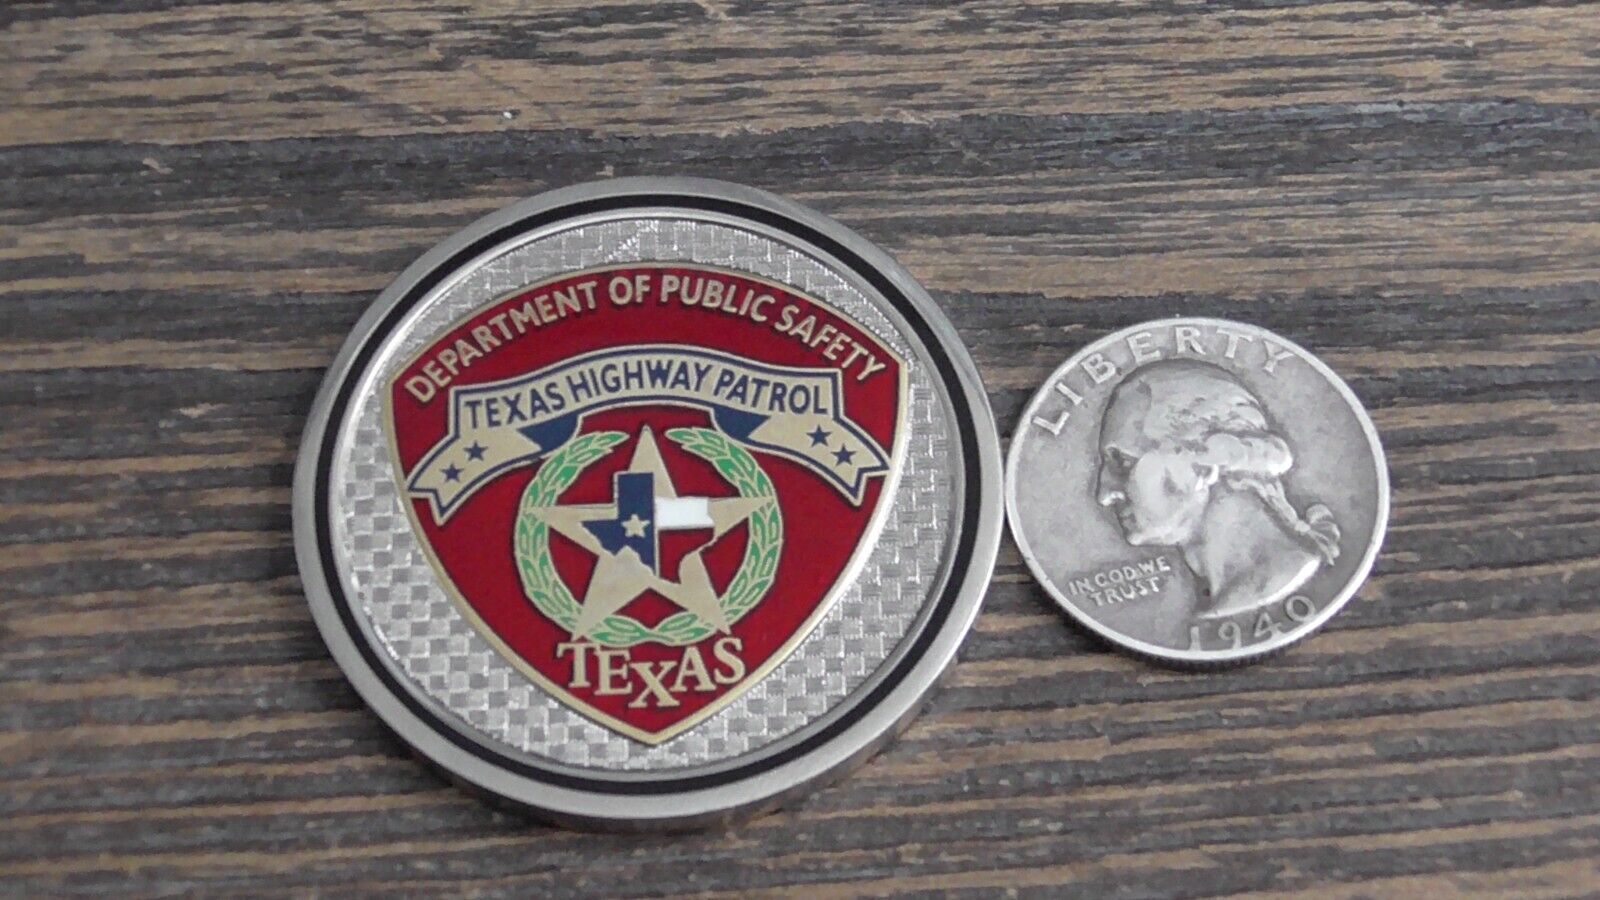 DEPARTMENT OF PUBLIC SAFETY
TEXAS HIGHWAY PATROL
TEXAS
LIBERTY
IN GOD WE
TRUST
1940